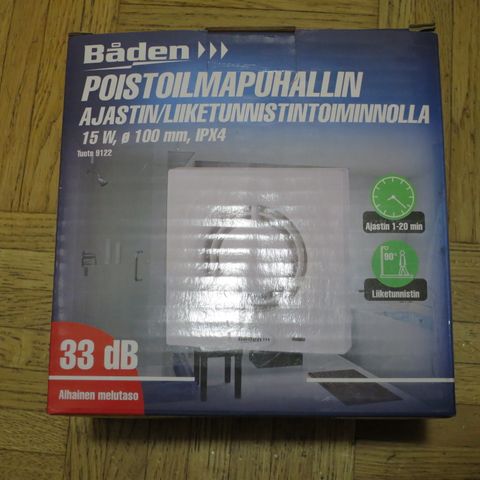 Båden
POISTOILMAPUHALLIN
AJASTIN/LIIKETUNNISTINTOIMINNOLLA
15 W, ø 100 mm, IPX4
Tuote 9122
Ajastin 1-20 min
90°
Liiketunnistin
Båden
33 dB
Alhainen melutaso